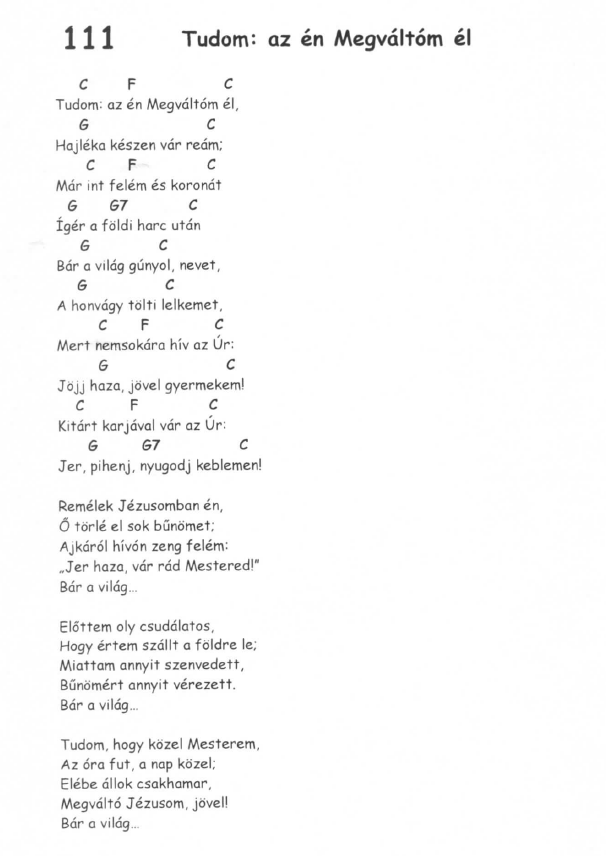 111 Tudom: az én Megváltóm él
C F C
Tudom: az én Megváltóm él,
G C
Hajléka készen vár reám;
C F C
Már int felém és koronát
G G7 C
Ígér a földi harc után
G C
Bár a világ gúnyol, nevet,
G C
A honvágy tölti lelkemet,
C F C
Mert nemsokára hív az Úr:
G C
Jöjj haza, jövel gyermekem!
C F C
Kitárt karjával vár az Úr:
G G7 C
Jer, pihenj, nyugodj keblemen!
Remélek Jézusomban én,
Ő törlé el sok bűnömet;
Ajkáról hívón zeng felém:
„Jer haza, vár rád Mestered!”
Bár a világ...
Előttem oly csudálatos,
Hogy értem szállt a földre le;
Miattam annyit szenvedett,
Bűnömért annyit vérezett.
Bár a világ...
Tudom, hogy közel Mesterem,
Az óra fut, a nap közel;
Elébe állok csakhamar,
Megváltó Jézusom, jövel!
Bár a világ...